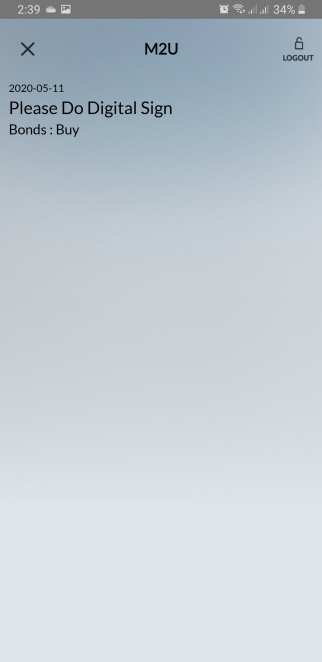 2:39
34%
M2U
LOGOUT
2020-05-11
Please Do Digital Sign
Bonds : Buy